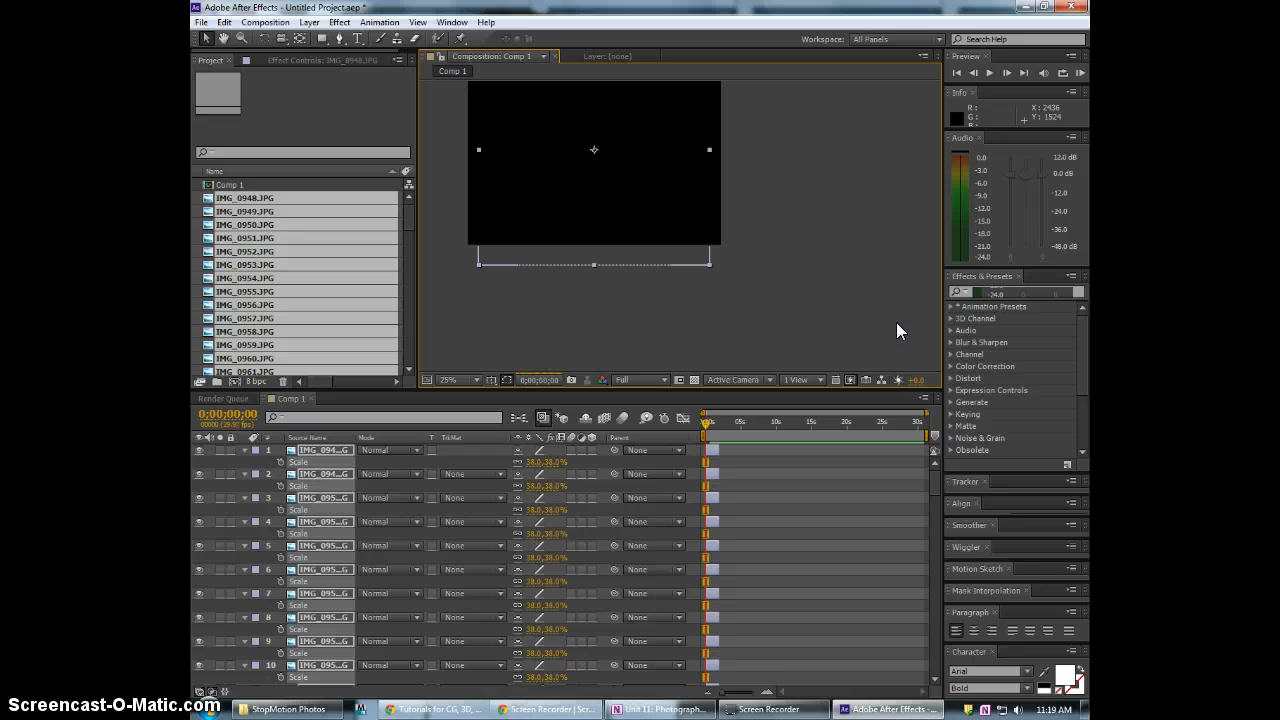 Adobe After Effects - Untitled Project.aep *
File Edit Composition Layer Effect Animation View Window Help
Workspace: All Panels
Search Help
Project
Effect Controls: IMG_0948.JPG
Composition: Comp 1
Layer: (none)
Comp 1
Preview
Info
R:
G:
X: 2436
Y: 1524
Audio
0.0
-3.0
-6.0
-9.0
-12.0
-15.0
-18.0
-21.0
-24.0
12.0 dB
0.0 dB
-12.0
-24.0
-36.0
-48.0 dB
Name
Comp 1
IMG_0948.JPG
IMG_0949.JPG
IMG_0950.JPG
IMG_0951.JPG
IMG_0952.JPG
IMG_0953.JPG
IMG_0954.JPG
IMG_0955.JPG
IMG_0956.JPG
IMG_0957.JPG
IMG_0958.JPG
IMG_0959.JPG
IMG_0960.JPG
IMG_0961.JPG
8 bpc
25%
0;00;00;00
Full
Active Camera
1 View
+0.0
Effects & Presets
-24.0
* Animation Presets
3D Channel
Audio
Blur & Sharpen
Channel
Color Correction
Distort
Expression Controls
Generate
Keying
Matte
Noise & Grain
Obsolete
Tracker
Align
Smoother
Wiggler
Motion Sketch
Mask Interpolation
Paragraph
Character
Arial
Bold
Render Queue
Comp 1
0;00;00;00
00000 (29.97 fps)
05s 10s 15s 20s 25s 30s
# Source Name Mode T TrkMat Parent
1 IMG_094...G Normal None
Scale 38.0,38.0%
2 IMG_094...G Normal None None
Scale 38.0,38.0%
3 IMG_095...G Normal None None
Scale 38.0,38.0%
4 IMG_095...G Normal None None
Scale 38.0,38.0%
5 IMG_095...G Normal None None
Scale 38.0,38.0%
6 IMG_095...G Normal None None
Scale 38.0,38.0%
7 IMG_095...G Normal None None
Scale 38.0,38.0%
8 IMG_095...G Normal None None
Scale 38.0,38.0%
9 IMG_095...G Normal None None
Scale 38.0,38.0%
10 IMG_095...G Normal None None
Scale 38.0,38.0%
Screencast-O-Matic.com
StopMotion Photos
Tutorials for CG, 3D, ...
Screen Recorder | Sc...
Unit 11: Photograph...
Screen Recorder
Adobe After Effects - ...
11:19 AM